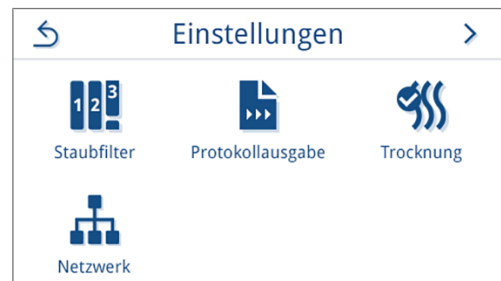 Einstellungen
1 2 3
Staubfilter
Protokollausgabe
Trocknung
Netzwerk